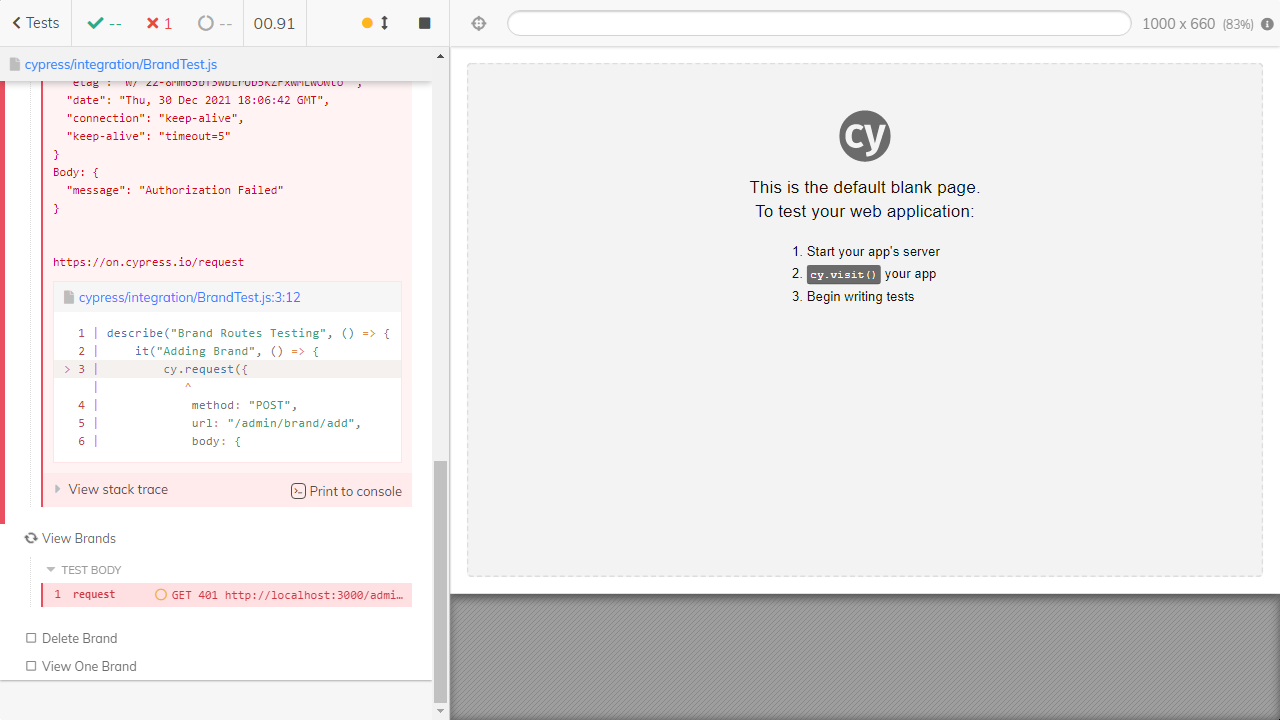 Tests
--
1
--
00.91
1000 x 660 (83%)
cypress/integration/BrandTest.js
"date": "Thu, 30 Dec 2021 18:06:42 GMT",
"connection": "keep-alive",
"keep-alive": "timeout=5"
}
Body: {
"message": "Authorization Failed"
}
https://on.cypress.io/request
cypress/integration/BrandTest.js:3:12
1 | describe("Brand Routes Testing", () => {
2 | it("Adding Brand", () => {
> 3 | cy.request({
| ^
4 | method: "POST",
5 | url: "/admin/brand/add",
6 | body: {
View stack trace
Print to console
View Brands
TEST BODY
1 request GET 401 http://localhost:3000/admi…
Delete Brand
View One Brand
cy
This is the default blank page.
To test your web application:
1. Start your app's server
2. cy.visit() your app
3. Begin writing tests